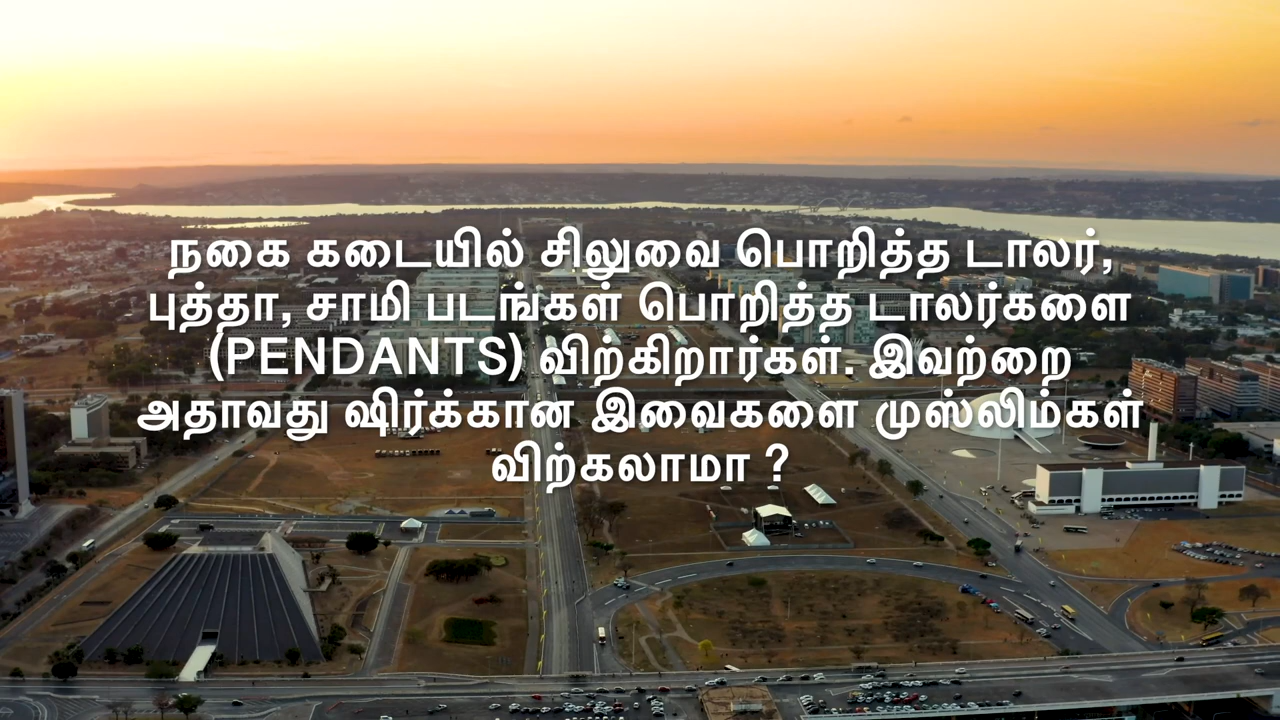 நகை கடையில் சிலுவை பொறித்த டாலர்,
புத்தா, சாமி படங்கள் பொறித்த டாலர்களை
(PENDANTS) விற்கிறார்கள். இவற்றை
அதாவது ஷிர்க்கான இவைகளை முஸ்லிம்கள்
விற்கலாமா ?